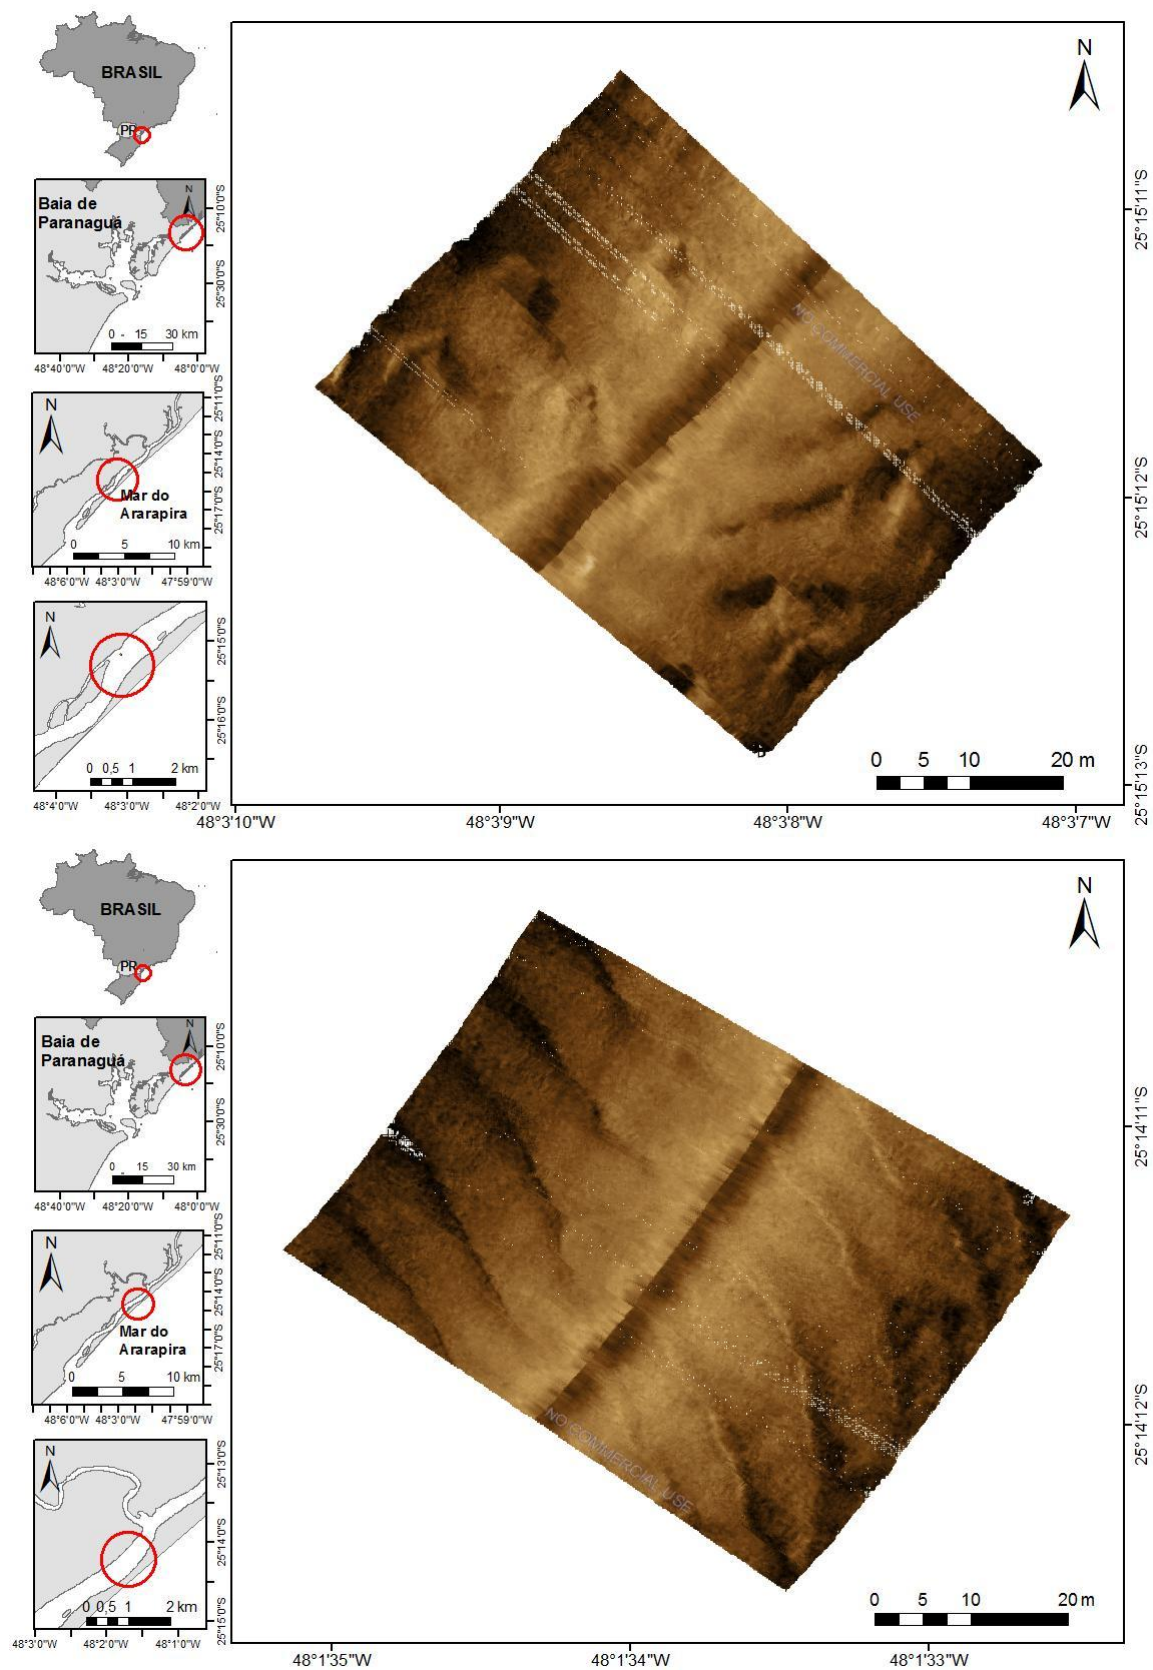 BRASIL
PR
N
Baia de
Paranaguá
25°10'0"S
25°30'0"S
0 - 15 30 km
48°40'0"W 48°20'0"W 48°0'0"W
N
25°11'0"S
25°14'0"S
25°17'0"S
Mar do
Ararapira
0 5 10 km
48°6'0"W 48°3'0"W 47°59'0"W
N
25°15'0"S
25°16'0"S
0 0,5 1 2 km
48°4'0"W 48°3'0"W 48°2'0"W
N
NO COMMERCIAL USE
25°15'11"S
25°15'12"S
25°15'13"S
0 5 10 20 m
48°3'10"W 48°3'9"W 48°3'8"W 48°3'7"W
BRASIL
PR
N
Baia de
Paranaguá
25°10'0"S
25°30'0"S
0 15 30 km
48°40'0"W 48°20'0"W 48°0'0"W
N
25°11'0"S
25°14'0"S
25°17'0"S
Mar do
Ararapira
0 5 10 km
48°6'0"W 48°3'0"W 47°59'0"W
N
25°13'0"S
25°14'0"S
25°15'0"S
0 0,5 1 2 km
48°3'0"W 48°2'0"W 48°1'0"W
N
NO COMMERCIAL USE
25°14'11"S
25°14'12"S
0 5 10 20 m
48°1'35"W 48°1'34"W 48°1'33"W